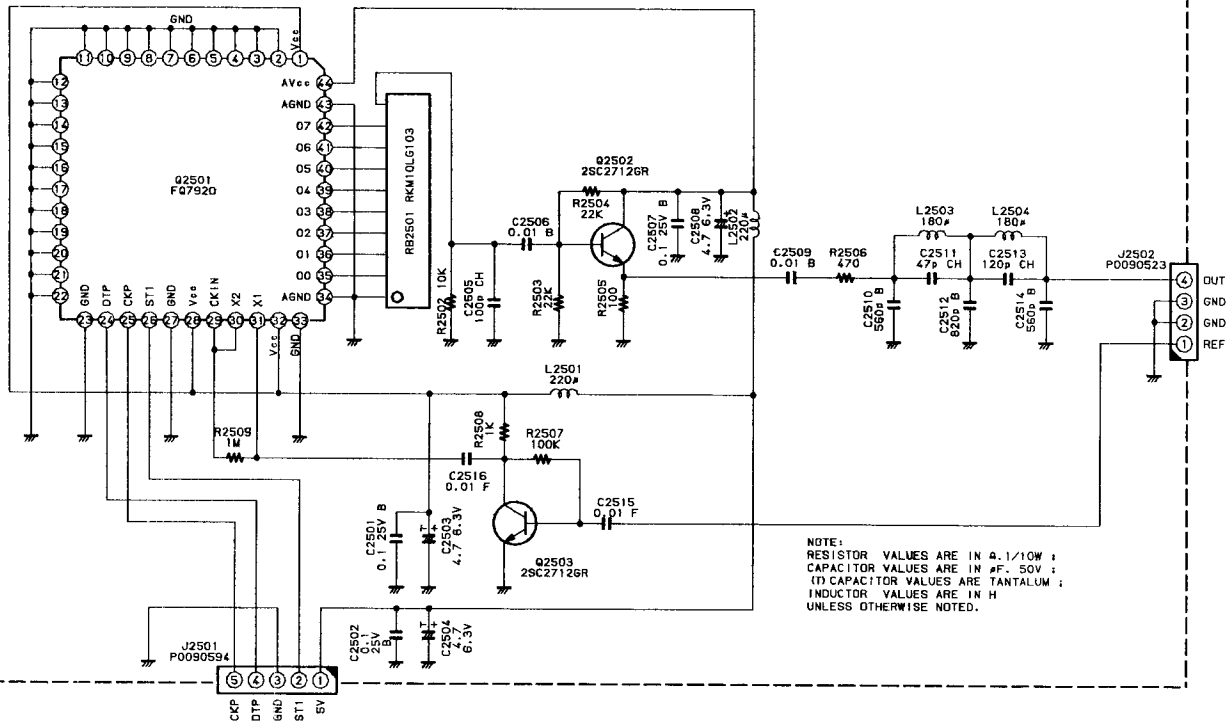 GND
Vcc
11 10 9 8 7 6 5 4 3 2 1
12
13
14
15
16
17
18
19
20
21
22
AVcc 44
AGND 43
07 42
06 41
05 40
04 39
03 38
02 37
01 36
00 35
AGND 34
Q2501
FQ7920
23 24 25 26 27 28 29 30 31 32 33
GND
DTP
CKP
ST1
GND
Vcc
CKIN
X2
X1
Vcc
GND
RB2501 RKM10LG103
R2502 10K
C2505
100p CH
C2506
0.01 B
R2503
22K
R2504
22K
Q2502
2SC2712GR
R2505
100
C2507
0.1 25V B
C2508
4.7 6.3V
+
L2502
220μ
C2509
0.01 B
R2506
470
L2503
180μ
L2504
180μ
C2511
47p CH
C2513
120p CH
C2510
560p B
C2512
820p B
C2514
560p B
J2502
P0090523
4 OUT
3 GND
2 GND
1 REF
L2501
220μ
R2509
1M
R2508
1K
R2507
100K
C2516
0.01 F
C2515
0.01 F
Q2503
2SC2712GR
C2501
0.1 25V B
C2503
4.7 6.3V
T +
C2502
0.1
25V
B
C2504
4.7
6.3V
T +
J2501
P0090594
5 4 3 2 1
CKP
DTP
GND
ST1
5V
NOTE:
RESISTOR VALUES ARE IN Ω.1/10W ;
CAPACITOR VALUES ARE IN μF. 50V ;
(T) CAPACITOR VALUES ARE TANTALUM ;
INDUCTOR VALUES ARE IN H
UNLESS OTHERWISE NOTED.